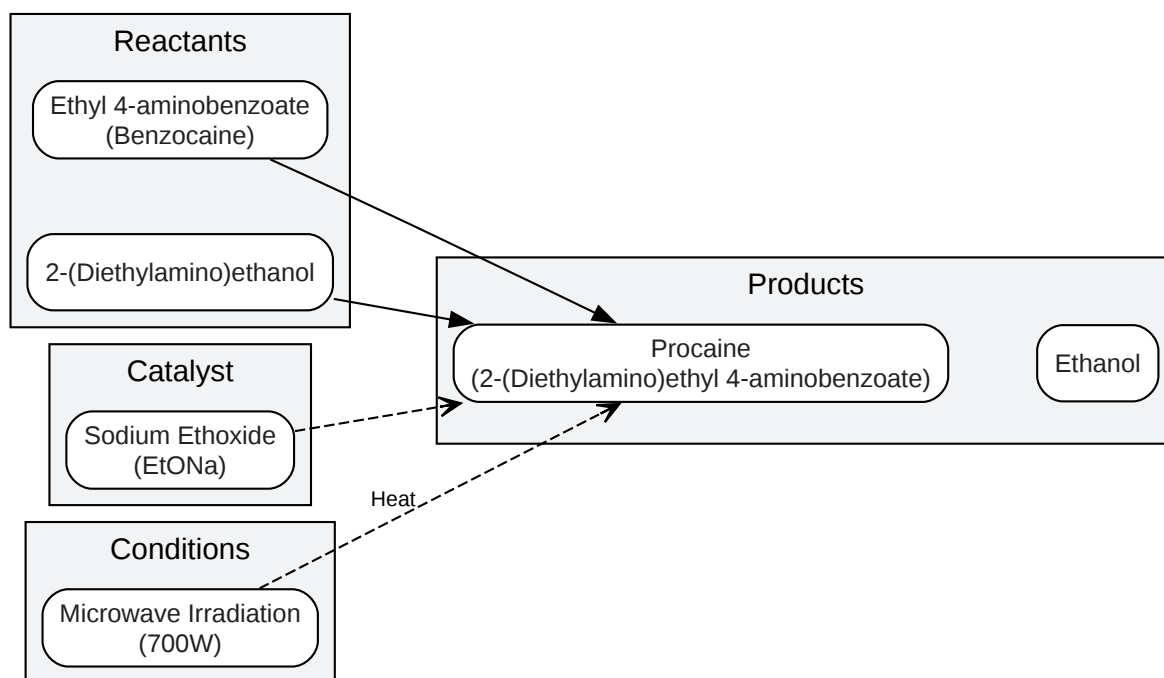 Reactants
Ethyl 4-aminobenzoate
(Benzocaine)
2-(Diethylamino)ethanol
Products
Procaine
(2-(Diethylamino)ethyl 4-aminobenzoate)
Ethanol
Catalyst
Sodium Ethoxide
(EtONa)
Heat
Conditions
Microwave Irradiation
(700W)